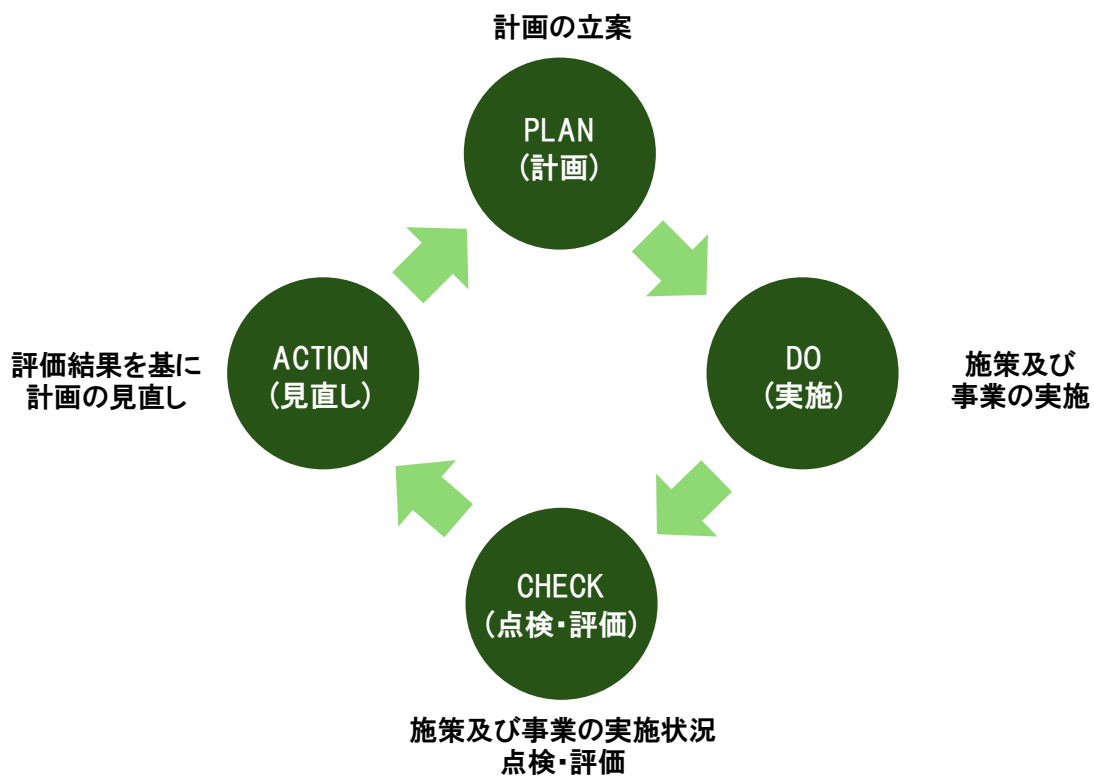 計画の立案
PLAN
(計画)
ACTION
(見直し)
評価結果を基に
計画の見直し
DO
(実施)
施策及び
事業の実施
CHECK
(点検・評価)
施策及び事業の実施状況
点検・評価